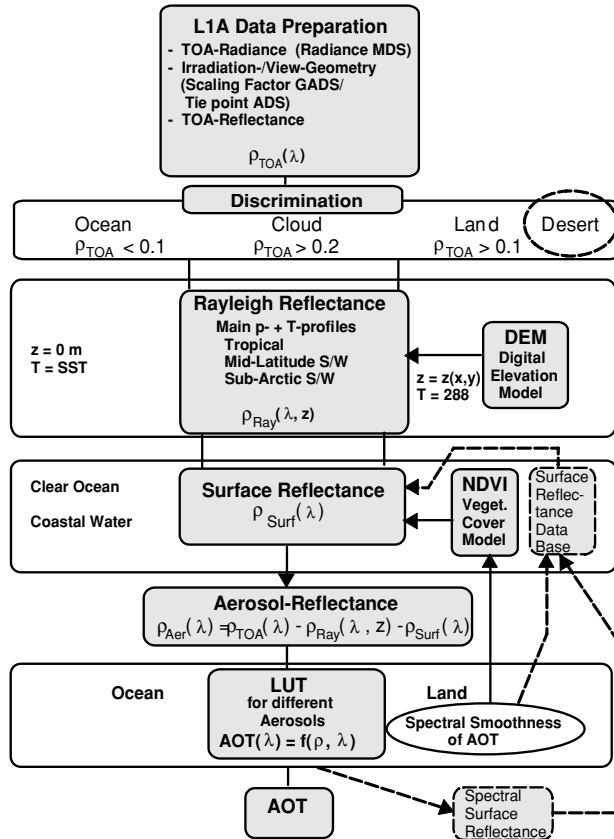 L1A Data Preparation
- TOA-Radiance (Radiance MDS)
- Irradiation-/View-Geometry
(Scaling Factor GADS/
Tie point ADS)
- TOA-Reflectance
ρTOA(λ)
Discrimination
Ocean
ρTOA < 0.1
Cloud
ρTOA > 0.2
Land
ρTOA > 0.1
Desert
Rayleigh Reflectance
Main p- + T-profiles
Tropical
Mid-Latitude S/W
Sub-Arctic S/W
ρRay(λ, z)
z = 0 m
T = SST
z = z(x,y)
T = 288
DEM
Digital
Elevation
Model
Clear Ocean
Coastal Water
Surface Reflectance
ρSurf(λ)
NDVI
Veget.
Cover
Model
Surface
Reflec-
tance
Data
Base
Aerosol-Reflectance
ρAer(λ) =ρTOA(λ) - ρRay(λ , z) - ρSurf(λ)
Ocean
LUT
for different
Aerosols
AOT(λ) = f(ρ, λ)
Land
Spectral Smoothness
of AOT
AOT
Spectral
Surface
Reflectance